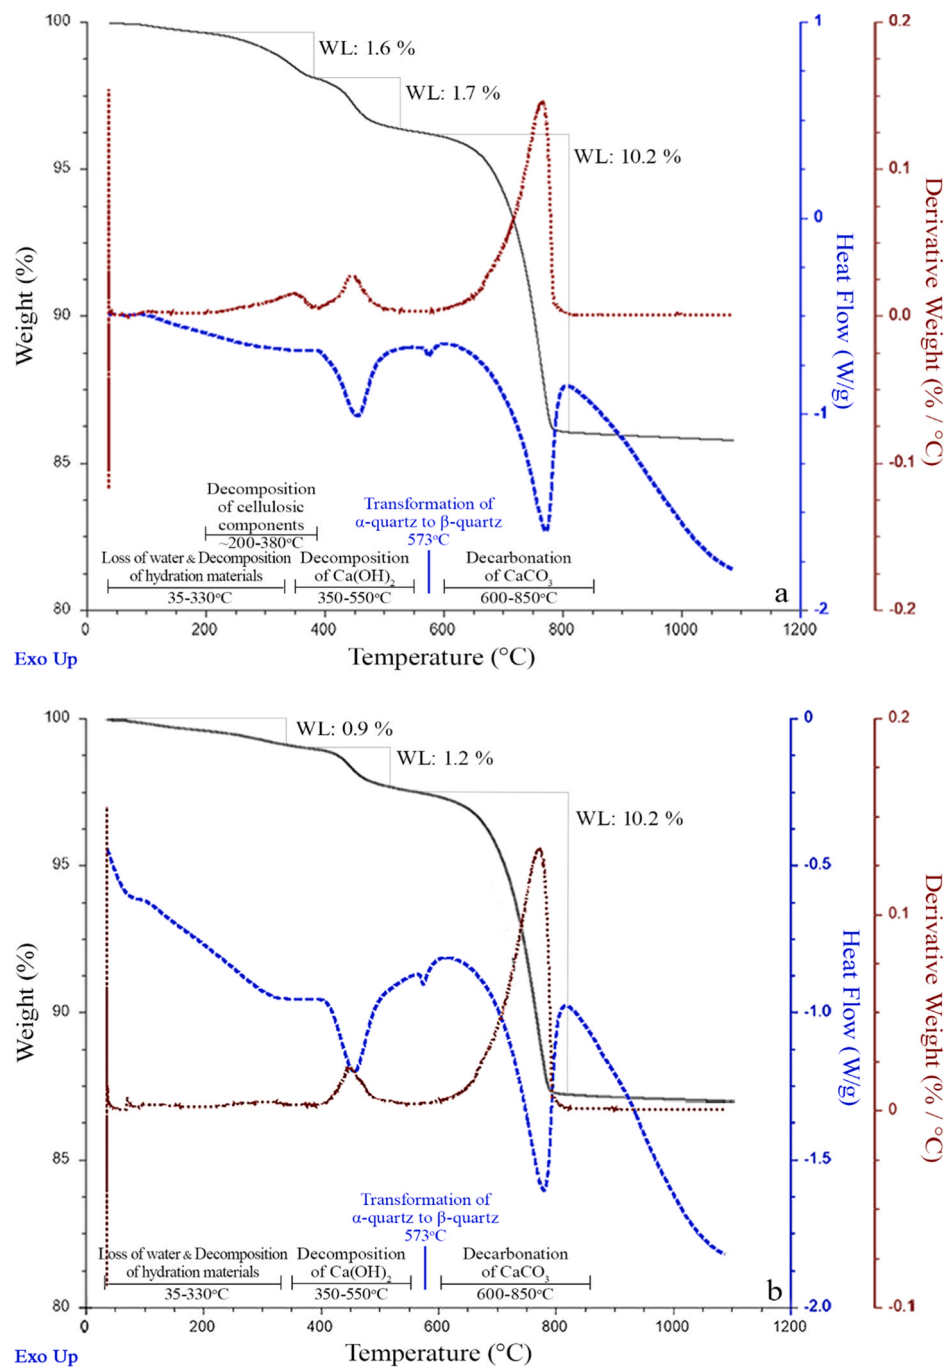 100
95
90
85
80
Weight (%)
WL: 1.6 %
WL: 1.7 %
WL: 10.2 %
1
0
-1
-2
Heat Flow (W/g)
0.2
0.1
0.0
-0.1
-0.2
Derivative Weight (% / °C)
Decomposition
of cellulosic
components
~200-380°C
Transformation of
α-quartz to β-quartz
573°C
Loss of water & Decomposition
of hydration materials
35-330°C
Decomposition
of Ca(OH)2
350-550°C
Decarbonation
of CaCO3
600-850°C
a
0 200 400 600 800 1000 1200
Exo Up
Temperature (°C)
100
95
90
85
80
Weight (%)
WL: 0.9 %
WL: 1.2 %
WL: 10.2 %
0
-0.5
-1.0
-1.5
-2.0
Heat Flow (W/g)
0.2
0.1
0
-0.1
Derivative Weight (% / °C)
Transformation of
α-quartz to β-quartz
573°C
Loss of water & Decomposition
of hydration materials
35-330°C
Decomposition
of Ca(OH)2
350-550°C
Decarbonation
of CaCO3
600-850°C
b
0 200 400 600 800 1000 1200
Exo Up
Temperature (°C)